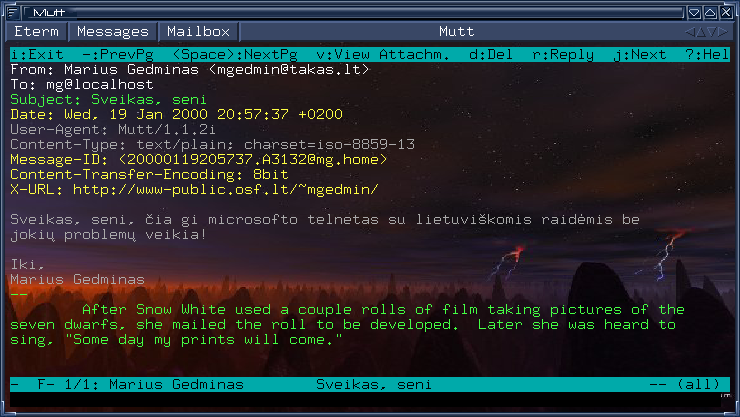 Mutt
Eterm Messages Mailbox Mutt
i:Exit -:PrevPg <Space>:NextPg v:View Attachm. d:Del r:Reply j:Next ?:Hel
From: Marius Gedminas <mgedmin@takas.lt>
To: mg@localhost
Subject: Sveikas, seni
Date: Wed, 19 Jan 2000 20:57:37 +0200
User-Agent: Mutt/1.1.2i
Content-Type: text/plain; charset=iso-8859-13
Message-ID: <20000119205737.A3132@mg.home>
Content-Transfer-Encoding: 8bit
X-URL: http://www-public.osf.lt/~mgedmin/
Sveikas, seni, čia gi microsofto telnetas su lietuviškomis raidėmis be
jokių problemų veikia!
Iki,
Marius Gedminas
--
After Snow White used a couple rolls of film taking pictures of the
seven dwarfs, she mailed the roll to be developed. Later she was heard to
sing, "Some day my prints will come."
- F- 1/1: Marius Gedminas Sveikas, seni -- (all)